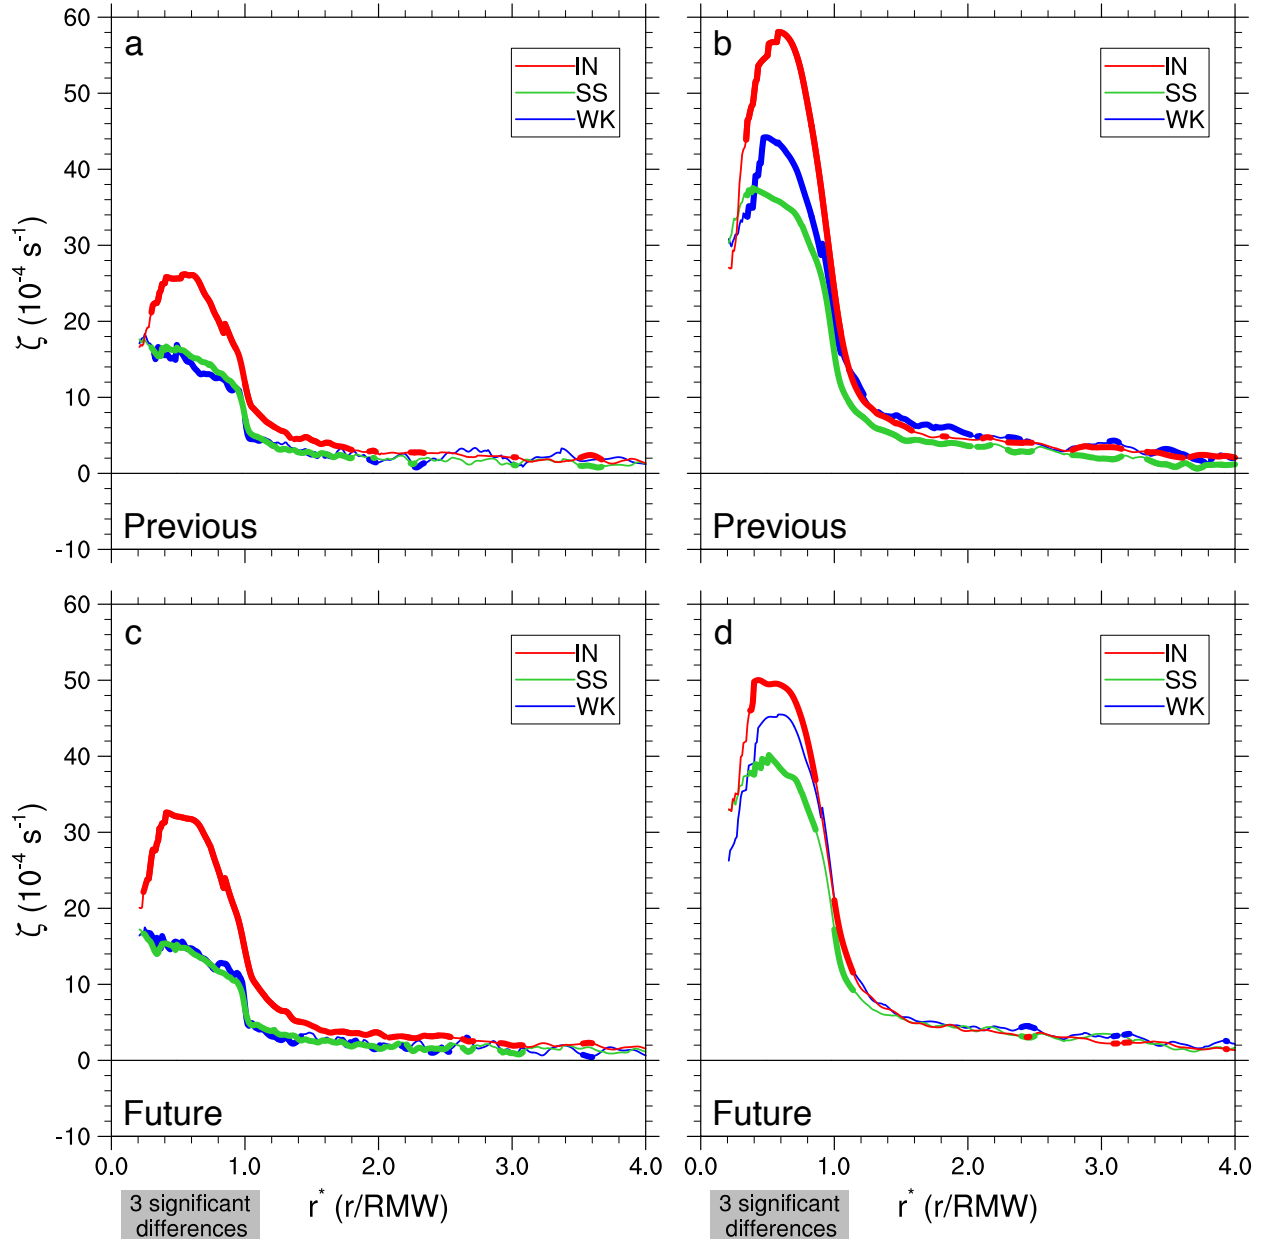 a
IN
SS
WK
60
50
40
30
20
10
0
-10
ζ (10⁻⁴ s⁻¹)
Previous
b
IN
SS
WK
Previous
c
IN
SS
WK
60
50
40
30
20
10
0
-10
ζ (10⁻⁴ s⁻¹)
Future
0.0 1.0 2.0 3.0 4.0
r* (r/RMW)
3 significant
differences
d
IN
SS
WK
Future
0.0 1.0 2.0 3.0 4.0
r* (r/RMW)
3 significant
differences